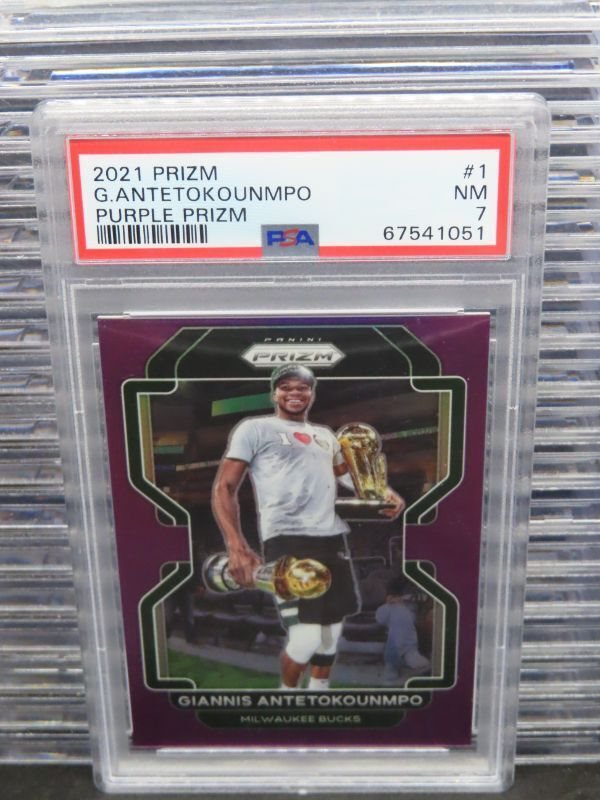 2021 PRIZM #1
G.ANTETOKOUNMPO NM
PURPLE PRIZM 7
PSA 67541051
PANINI
PRIZM
I ❤
GIANNIS ANTETOKOUNMPO
MILWAUKEE BUCKS